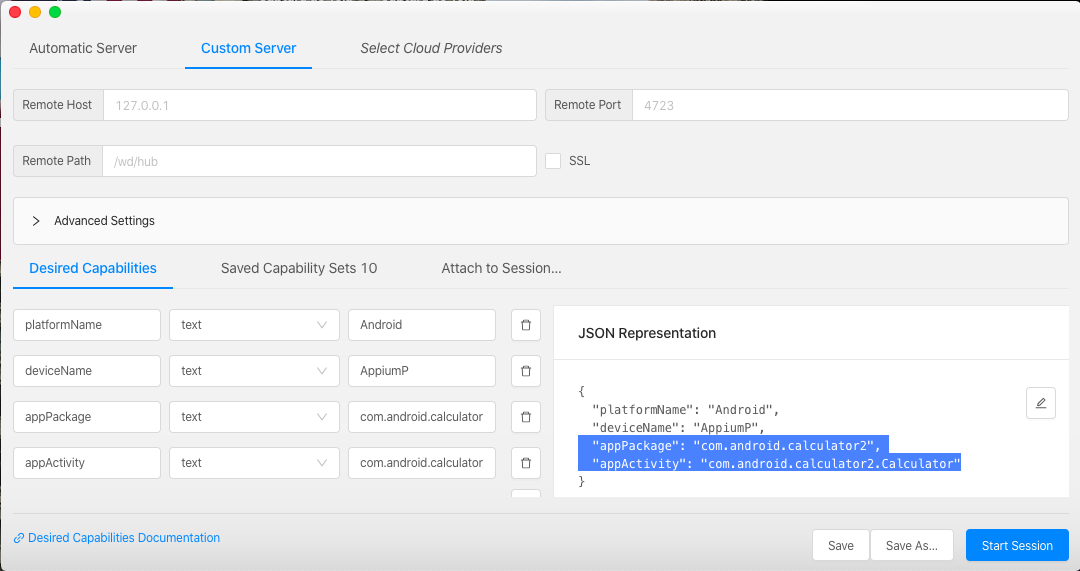 Automatic Server Custom Server Select Cloud Providers
Remote Host 127.0.0.1 Remote Port 4723
Remote Path /wd/hub SSL
Advanced Settings
Desired Capabilities Saved Capability Sets 10 Attach to Session...
platformName text Android
deviceName text AppiumP
appPackage text com.android.calculator
appActivity text com.android.calculator
JSON Representation
{
"platformName": "Android",
"deviceName": "AppiumP",
"appPackage": "com.android.calculator2",
"appActivity": "com.android.calculator2.Calculator"
}
Desired Capabilities Documentation Save Save As... Start Session